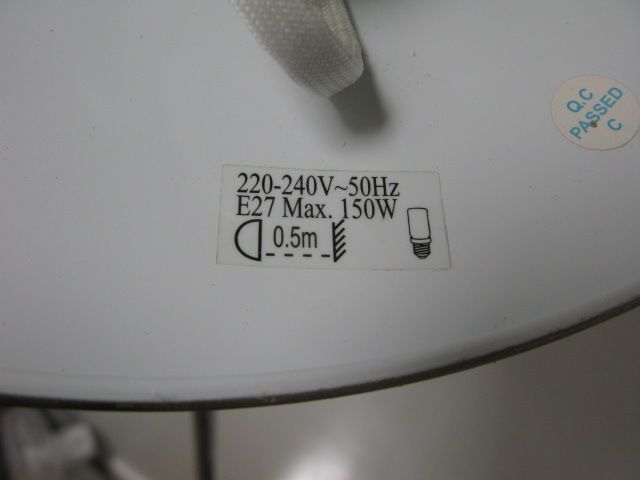 220-240V~50Hz
E27 Max. 150W
0.5m
Q.C
PASSED
C